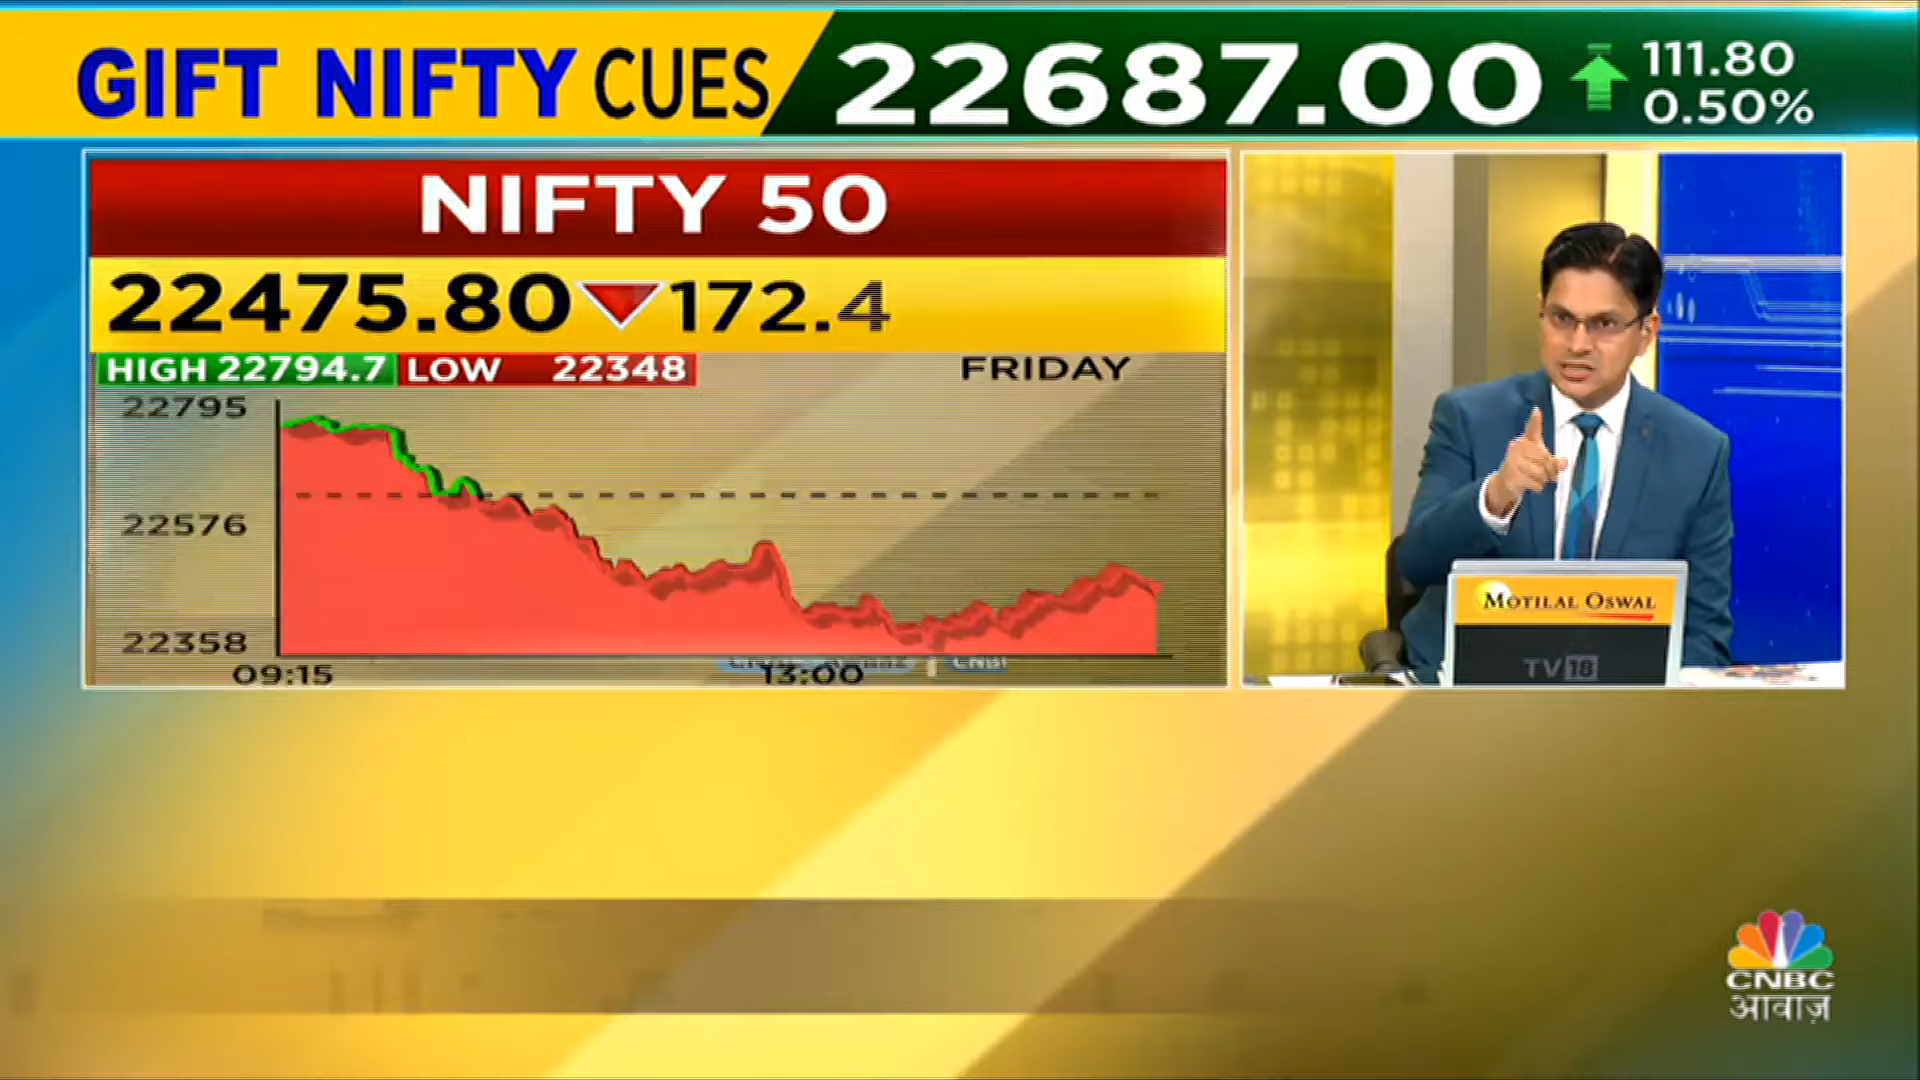 GIFT NIFTY CUES
22687.00
111.80
0.50%
NIFTY 50
22475.80 172.4
HIGH 22794.7 LOW 22348
FRIDAY
22795
22576
22358
09:15 13:00
MOTILAL OSWAL
TV18
CNBC
आवाज़